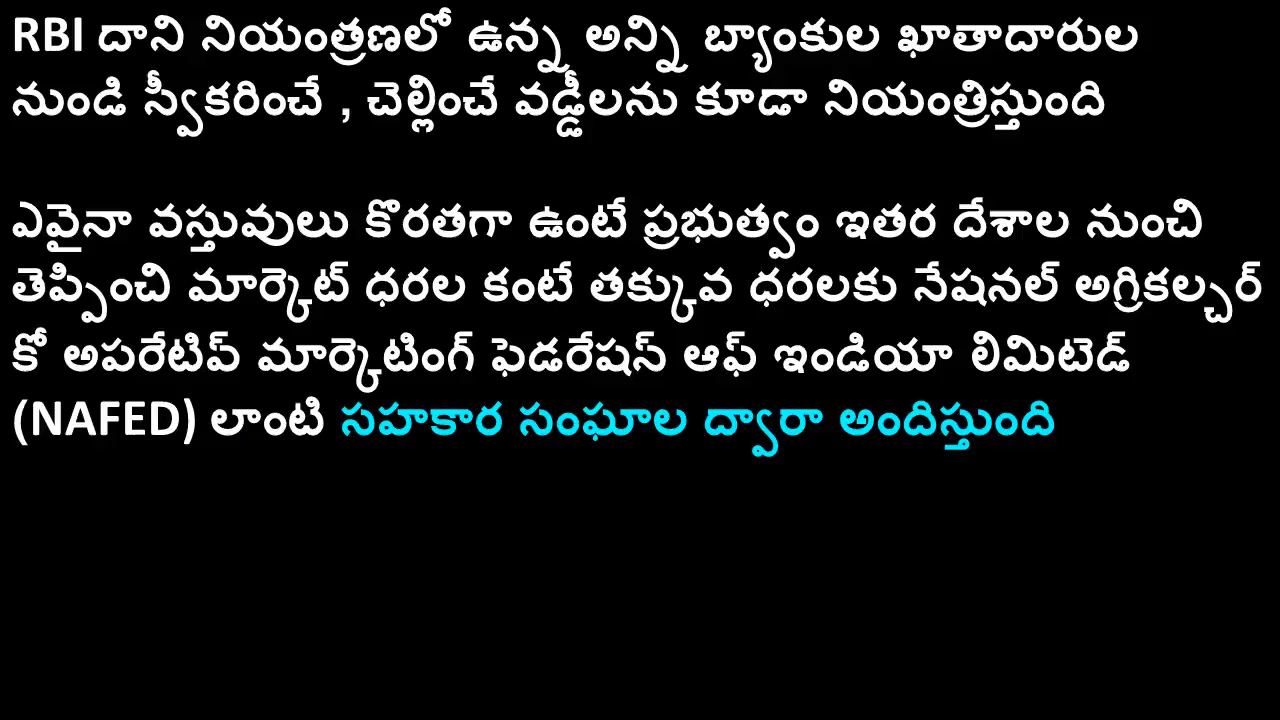 RBI దాని నియంత్రణలో ఉన్న అన్ని బ్యాంకుల ఖాతాదారుల
నుండి స్వీకరించే , చెల్లించే వడ్డీలను కూడా నియంత్రిస్తుంది
ఎవైనా వస్తువులు కొరతగా ఉంటే ప్రభుత్వం ఇతర దేశాల నుంచి
తెప్పించి మార్కెట్ ధరల కంటే తక్కువ ధరలకు నేషనల్ అగ్రికల్చర్
కో అపరేటివ్ మార్కెటింగ్ ఫెడరేషన్ ఆఫ్ ఇండియా లిమిటెడ్
(NAFED) లాంటి సహకార సంఘాల ద్వారా అందిస్తుంది